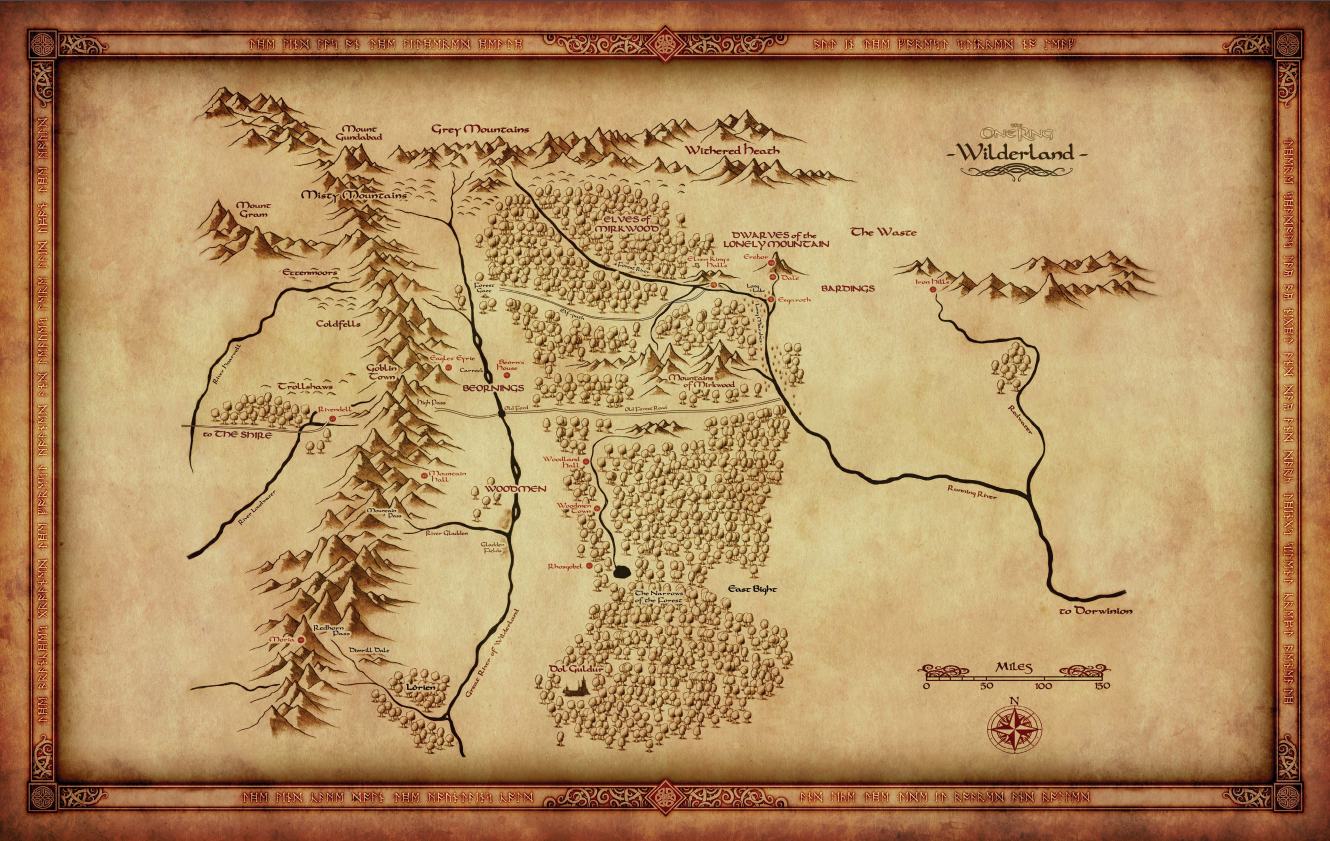 Mount
Gundabad
Grey Mountains
Withered Heath
The
One Ring
-Wilderland-
Misty Mountains
Mount
Gram
ELVES of
MIRKWOOD
DWARVES of the
LONELY MOUNTAIN
The Waste
Elven-king's
Halls
Erebor
Dale
Ettenmoors
Forest River
Forest
Gate
Elf-path
Long
Lake
Esgaroth
BARDINGS
Iron Hills
Coldfells
River Hoarwell
Eagles' Eyrie
Carrock
Beorn's
House
Goblin
Town
BEORNINGS
Mountains
of Mirkwood
Trollshaws
Rivendell
High Pass
Old Ford
Old Forest Road
Redwater
to THE SHIRE
Woodland
Hall
Mountain
Hall
WOODMEN
River Loudwater
Mountain
Pass
Woodmen
Town
Running River
River Gladden
Gladden
Fields
Rhosgobel
The Narrows
of the Forest
East Bight
to Dorwinion
Great River of Wilderland
Moria
Redhorn
Pass
Dimrill Dale
Dol Guldur
Lórien
MILES
0 50 100 150
N